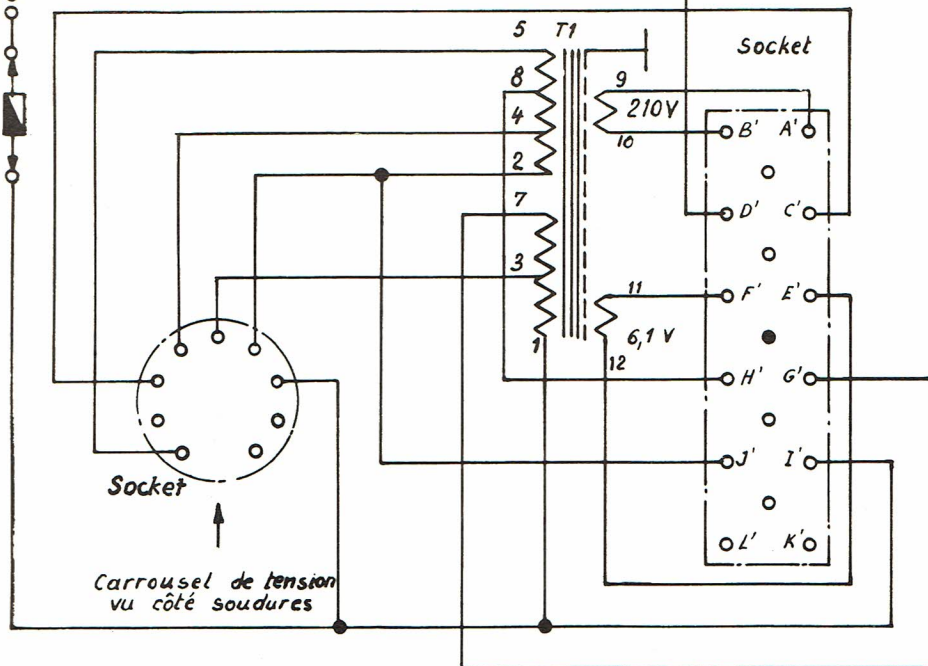 5 T1
Socket
8
9
210V
4
10
B' A'
2
7
D' C'
3
11
F' E'
6,1 V
1
12
H' G'
J' I'
Socket
L' K'
Carrousel de tension
vu côté soudures